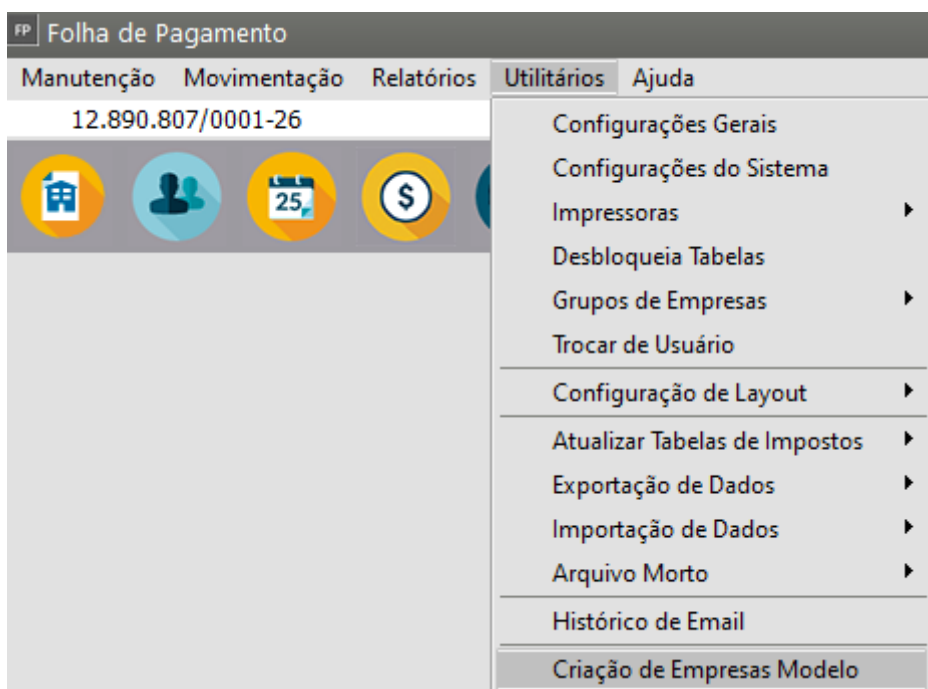 FP Folha de Pagamento
Manutenção Movimentação Relatórios Utilitários Ajuda
12.890.807/0001-26
25
$
Configurações Gerais
Configurações do Sistema
Impressoras
Desbloqueia Tabelas
Grupos de Empresas
Trocar de Usuário
Configuração de Layout
Atualizar Tabelas de Impostos
Exportação de Dados
Importação de Dados
Arquivo Morto
Histórico de Email
Criação de Empresas Modelo